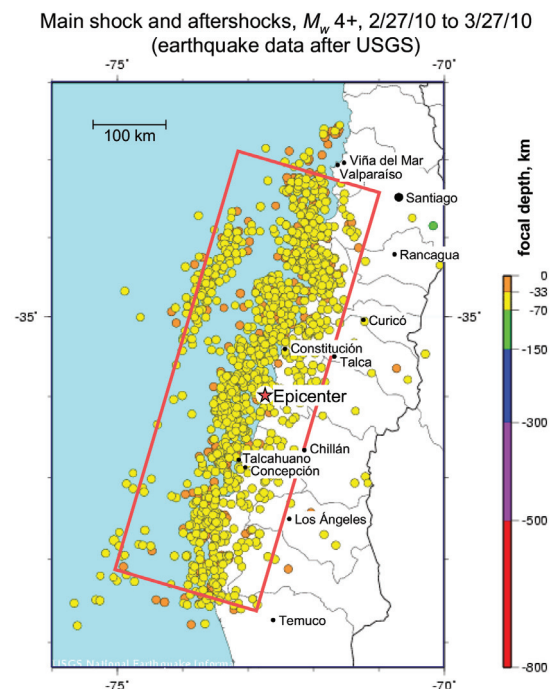 Main shock and aftershocks, Mw 4+, 2/27/10 to 3/27/10
(earthquake data after USGS)
-75° -70°
100 km
Viña del Mar
Valparaíso
Santiago
Rancagua
-35° -35°
Curicó
Constitución
Talca
Epicenter
Chillán
Talcahuano
Concepción
Los Ángeles
Temuco
USGS National Earthquake Inform
-75° -70°
focal depth, km
0
-33
-70
-150
-300
-500
-800